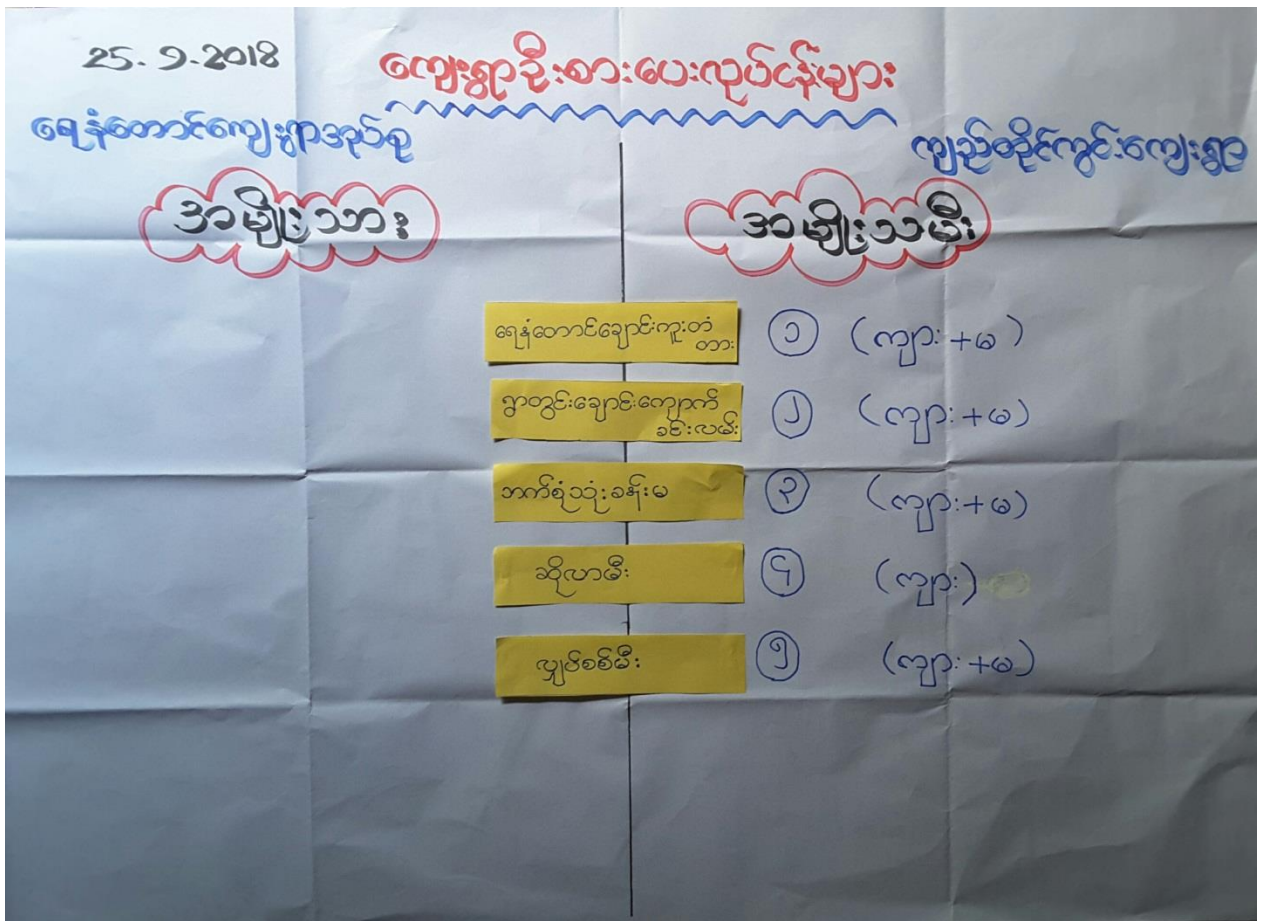 25.9.2018
ကျေးရွာဦးစားပေးလုပ်ငန်းများ
ရေနံတောင်ကျေးရွာအုပ်စု
ကျည်တိုင်ကွင်းကျေးရွာ
အမျိုးသား
အမျိုးသမီး
ရေနံတောင်ချောင်းကူးတံ
တား
၁ (ကျား+မ)
ရွာတွင်းချောင်းကျောက်
ခင်းလမ်း
၂ (ကျား+မ)
ဘက်စုံသုံးခန်းမ
၃ (ကျား+မ)
ဆိုလာမီး
၄ (ကျား)
လျှပ်စစ်မီး
၅ (ကျား+မ)